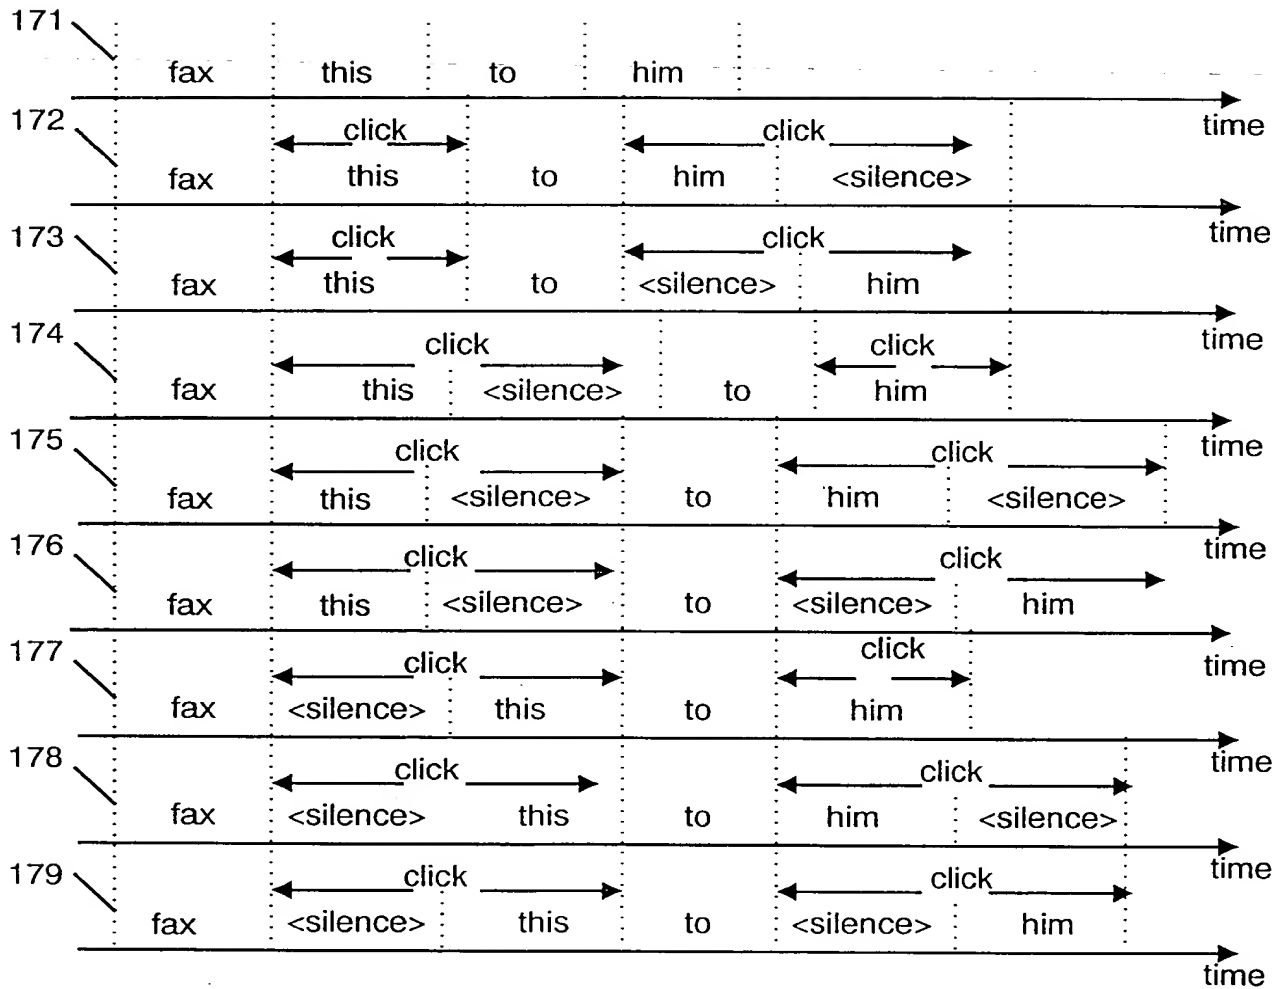 171
fax this to him
time
172
click click
fax this to him <silence>
time
173
click click
fax this to <silence> him
time
174
click click
fax this <silence> to him
time
175
click click
fax this <silence> to him <silence>
time
176
click click
fax this <silence> to <silence> him
time
177
click click
fax <silence> this to him
time
178
click click
fax <silence> this to him <silence>
time
179
click click
fax <silence> this to <silence> him
time